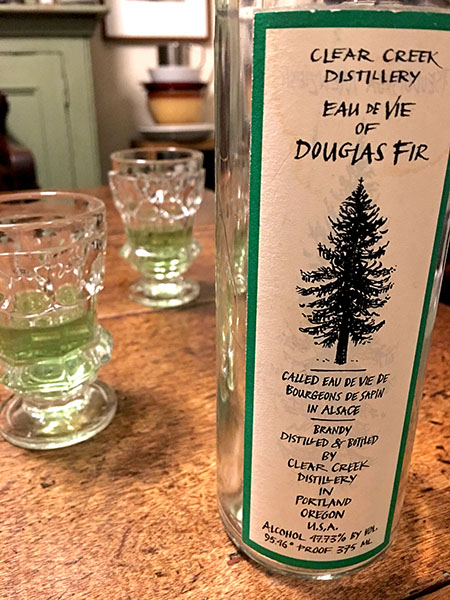 CLEAR CREEK
DISTILLERY
EAU DE VIE
OF
DOUGLAS FIR
CALLED EAU DE VIE DE
BOURGEONS DE SAPIN
IN ALSACE
BRANDY
DISTILLED & BOTTLED
BY
CLEAR CREEK
DISTILLERY
IN
PORTLAND
OREGON
U.S.A.
ALCOHOL 47.73% BY VOL.
95.46° PROOF 375 ML